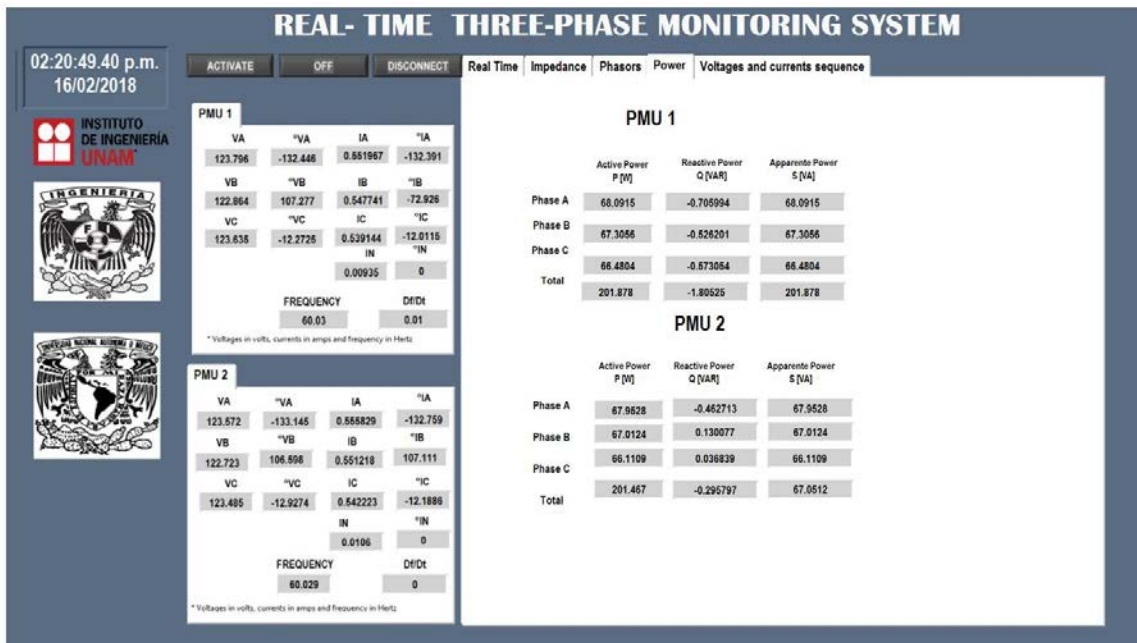 REAL- TIME THREE-PHASE MONITORING SYSTEM
02:20:49.40 p.m.
16/02/2018
ACTIVATE OFF DISCONNECT
Real Time Impedance Phasors Power Voltages and currents sequence
INSTITUTO
DE INGENIERÍA
UNAM
INGENIERIA
PMU 1
VA °VA IA °IA
123.796 -132.446 0.551967 -132.391
VB °VB IB °IB
122.864 107.277 0.547741 -72.926
VC °VC IC °IC
123.635 -12.2725 0.539144 -12.0115
IN °IN
0.00935 0
FREQUENCY Df/Dt
60.03 0.01
* Voltages in volts, currents in amps and frequency in Hertz
PMU 2
VA °VA IA °IA
123.572 -133.145 0.555829 -132.759
VB °VB IB °IB
122.723 106.598 0.551218 107.111
VC °VC IC °IC
123.485 -12.9274 0.542223 -12.1886
IN °IN
0.0106 0
FREQUENCY Df/Dt
60.029 0
* Voltages in volts, currents in amps and frequency in Hertz
PMU 1
Active Power Reactive Power Apparente Power
P [W] Q [VAR] S [VA]
Phase A 68.0915 -0.705994 68.0915
Phase B 67.3056 -0.526201 67.3056
Phase C 66.4804 -0.573054 66.4804
Total 201.878 -1.80525 201.878
PMU 2
Active Power Reactive Power Apparente Power
P [W] Q [VAR] S [VA]
Phase A 67.9528 -0.462713 67.9528
Phase B 67.0124 0.130077 67.0124
Phase C 66.1109 0.036839 66.1109
Total 201.467 -0.295797 67.0512